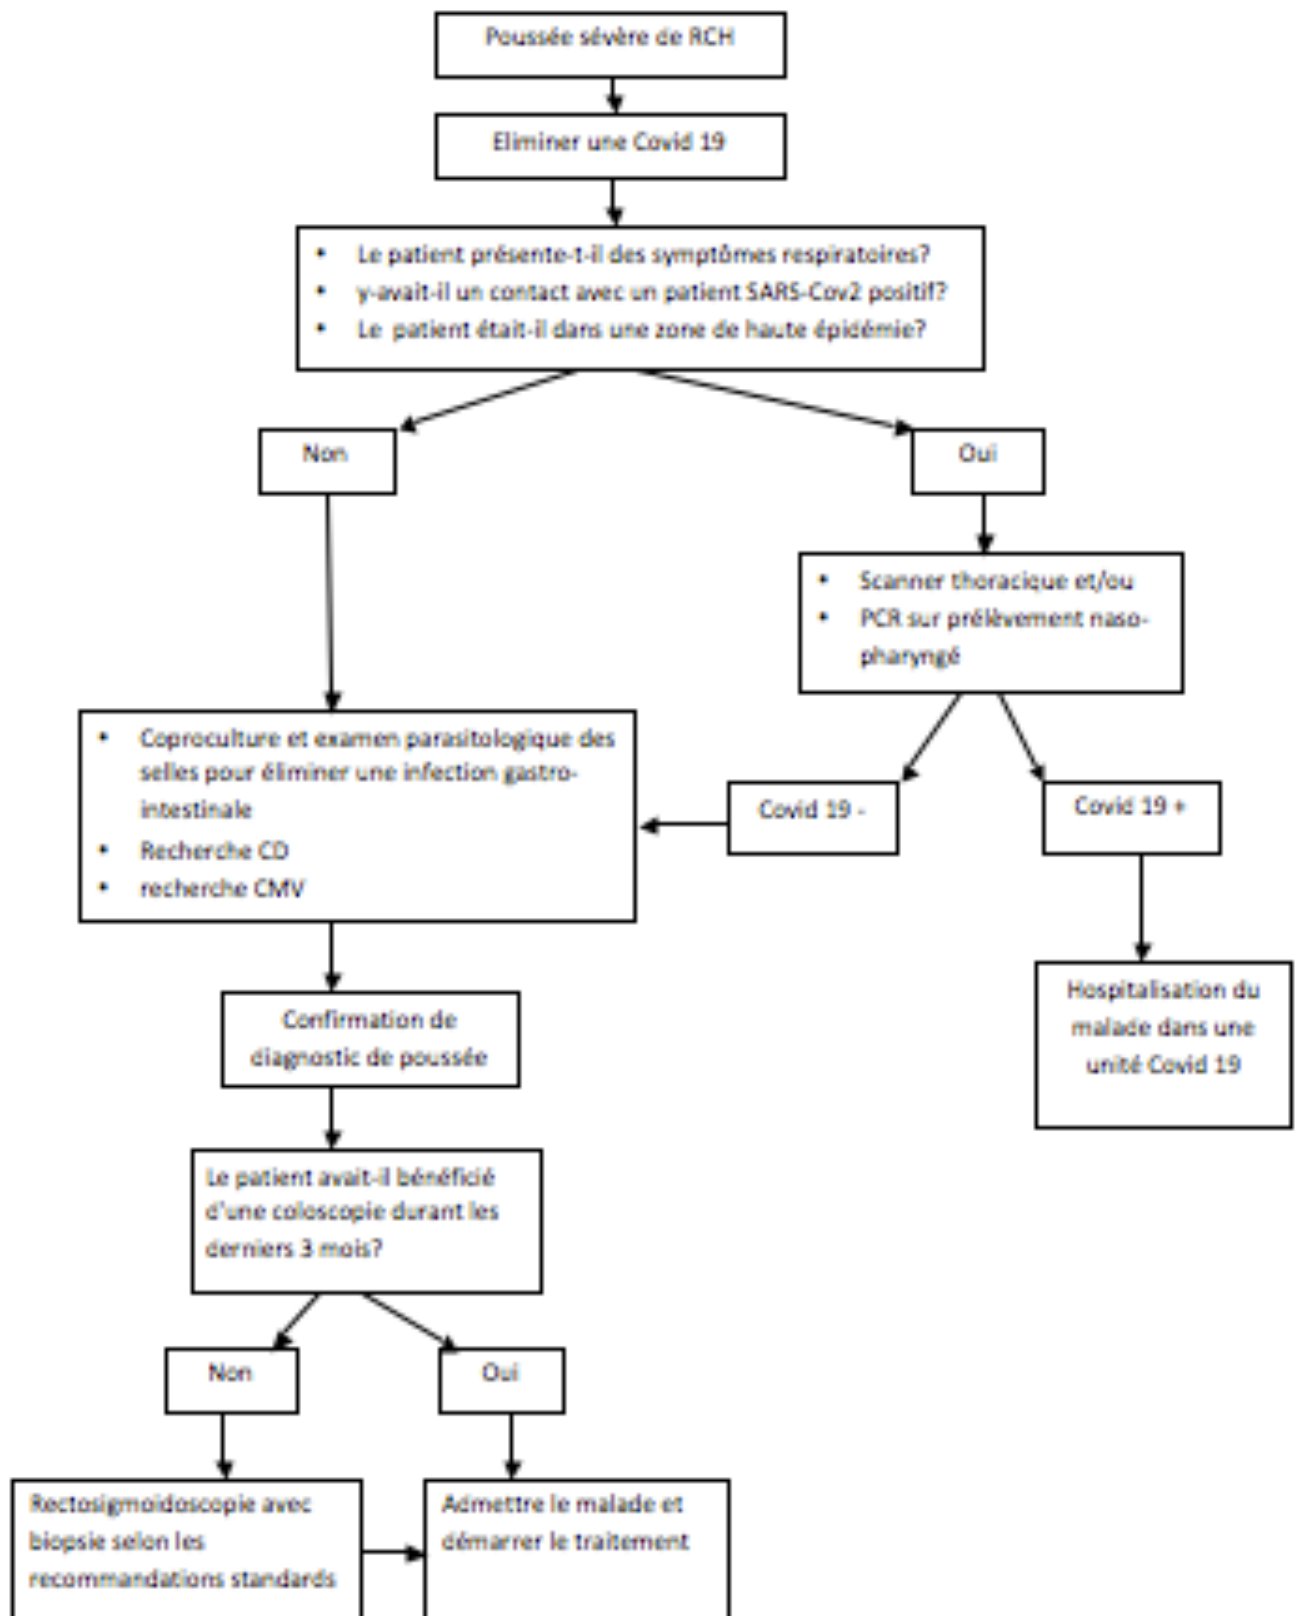 Poussée sévère de RCH
Eliminer une Covid 19
• Le patient présente-t-il des symptômes respiratoires?
• y-avait-il un contact avec un patient SARS-Cov2 positif?
• Le patient était-il dans une zone de haute épidémie?
Non
Oui
• Scanner thoracique et/ou
• PCR sur prélèvement naso-
pharyngé
• Coproculture et examen parasitologique des
selles pour éliminer une infection gastro-
intestinale
• Recherche CD
• recherche CMV
Covid 19 -
Covid 19 +
Hospitalisation du
malade dans une
unité Covid 19
Confirmation de
diagnostic de poussée
Le patient avait-il bénéficié
d'une coloscopie durant les
derniers 3 mois?
Non
Oui
Rectosigmoidoscopie avec
biopsie selon les
recommandations standards
Admettre le malade et
démarrer le traitement